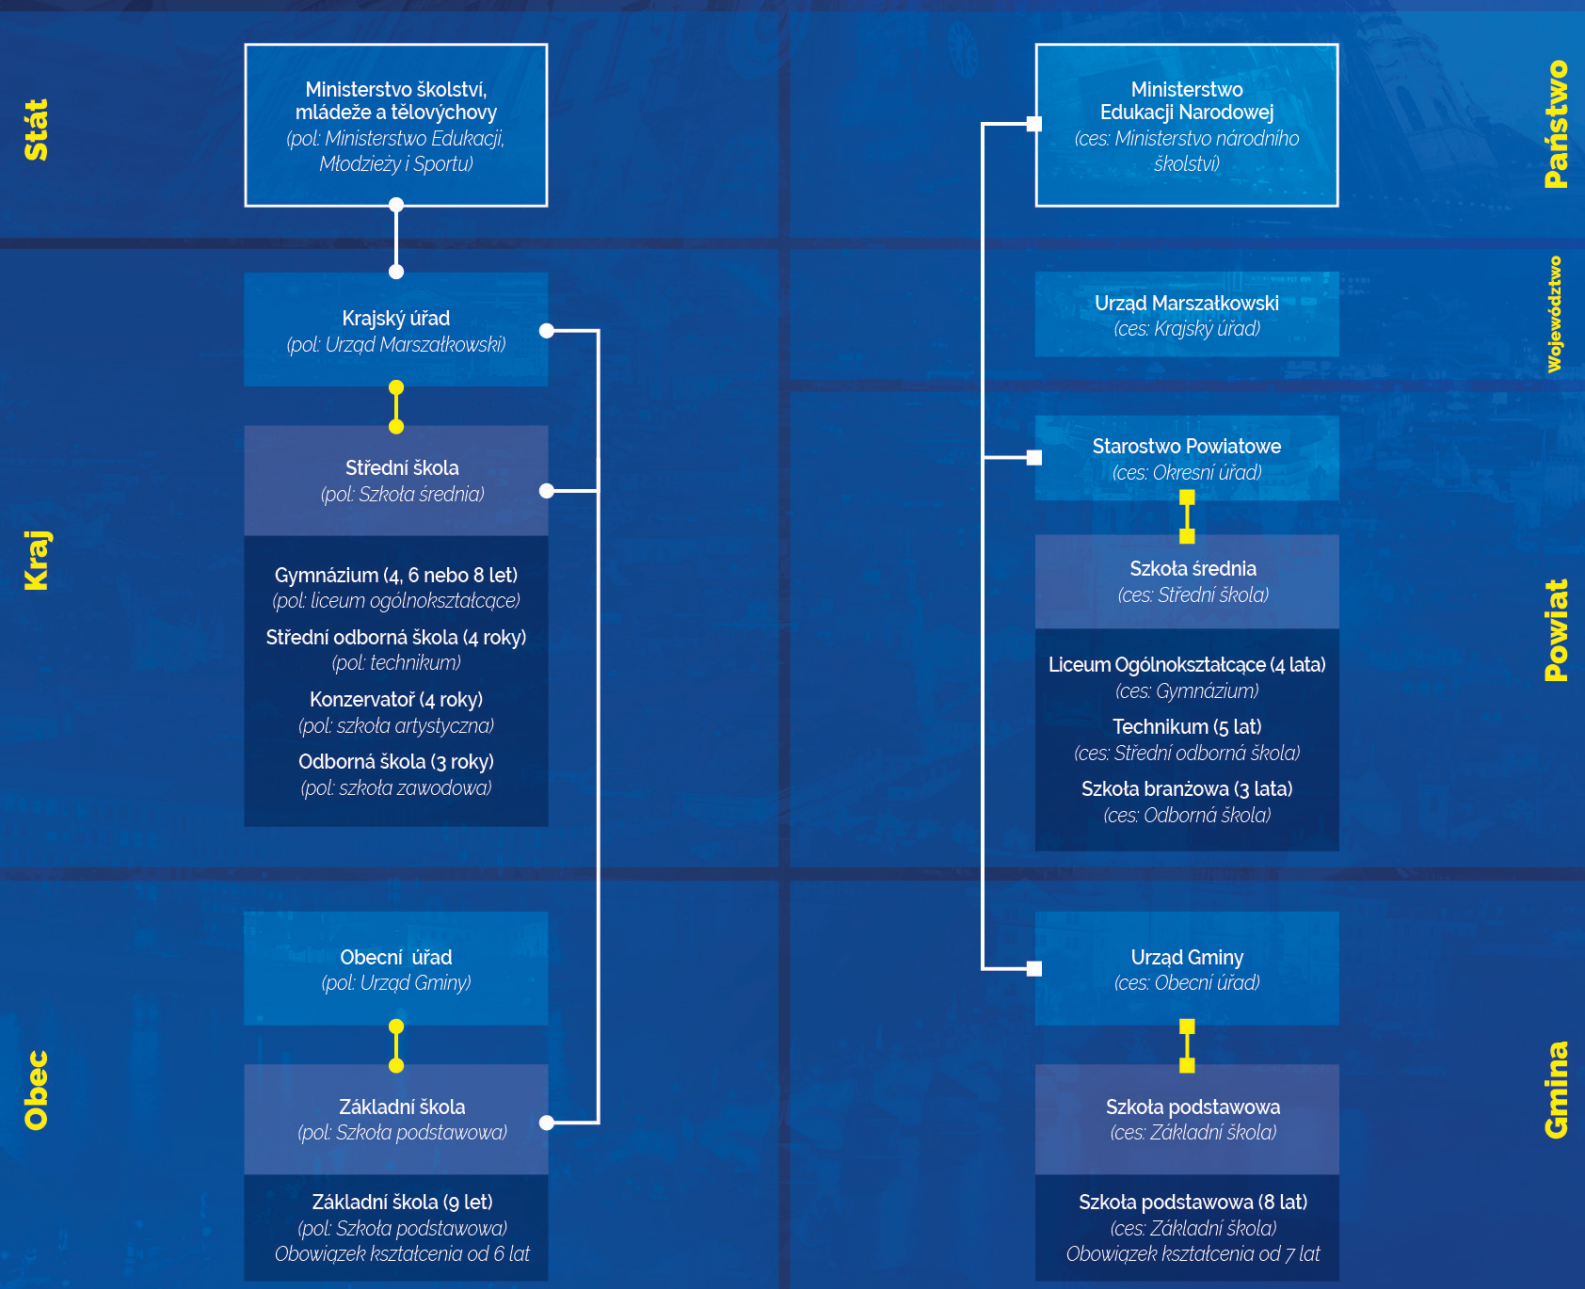 Stát
Ministerstvo školství,
mládeže a tělovýchovy
(pol: Ministerstwo Edukacji,
Młodzieży i Sportu)
Kraj
Krajský úřad
(pol: Urząd Marszałkowski)
Střední škola
(pol: Szkoła średnia)
Gymnázium (4, 6 nebo 8 let)
(pol: liceum ogólnokształcące)
Střední odborná škola (4 roky)
(pol: technikum)
Konzervatoř (4 roky)
(pol: szkoła artystyczna)
Odborná škola (3 roky)
(pol: szkoła zawodowa)
Obec
Obecní úřad
(pol: Urząd Gminy)
Základní škola
(pol: Szkoła podstawowa)
Základní škola (9 let)
(pol: Szkoła podstawowa)
Obowiązek kształcenia od 6 lat
Państwo
Ministerstwo
Edukacji Narodowej
(ces: Ministerstvo národního
školství)
Województwo
Urząd Marszałkowski
(ces: Krajský úřad)
Powiat
Starostwo Powiatowe
(ces: Okresní úřad)
Szkoła średnia
(ces: Střední škola)
Liceum Ogólnokształcące (4 lata)
(ces: Gymnázium)
Technikum (5 lat)
(ces: Střední odborná škola)
Szkoła branżowa (3 lata)
(ces: Odborná škola)
Gmina
Urząd Gminy
(ces: Obecní úřad)
Szkoła podstawowa
(ces: Základní škola)
Szkoła podstawowa (8 lat)
(ces: Základní škola)
Obowiązek kształcenia od 7 lat